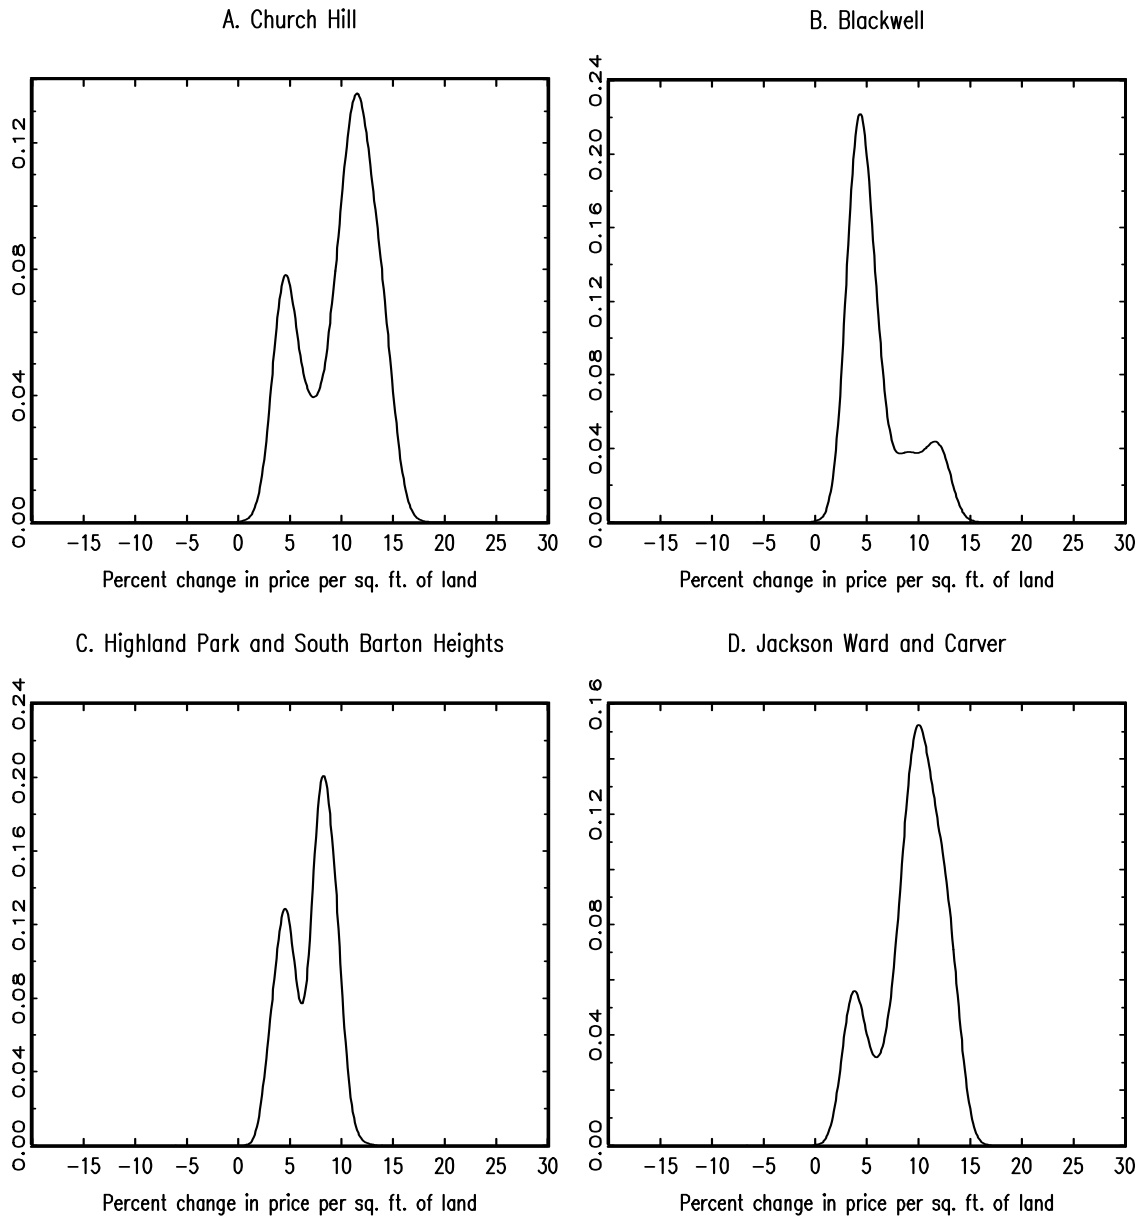 A. Church Hill
0.12
0.08
0.04
0.00
-15 -10 -5 0 5 10 15 20 25 30
Percent change in price per sq. ft. of land
B. Blackwell
0.24
0.20
0.16
0.12
0.08
0.04
0.00
-15 -10 -5 0 5 10 15 20 25 30
Percent change in price per sq. ft. of land
C. Highland Park and South Barton Heights
0.24
0.20
0.16
0.12
0.08
0.04
0.00
-15 -10 -5 0 5 10 15 20 25 30
Percent change in price per sq. ft. of land
D. Jackson Ward and Carver
0.16
0.12
0.08
0.04
0.00
-15 -10 -5 0 5 10 15 20 25 30
Percent change in price per sq. ft. of land